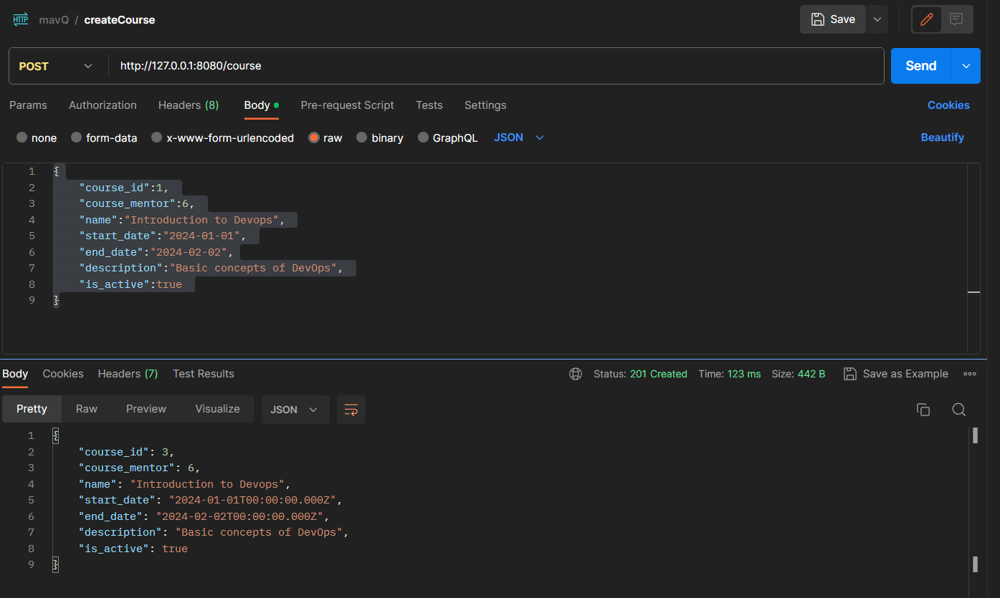 HTTP mavQ / createCourse Save
POST http://127.0.0.1:8080/course Send
Params Authorization Headers (8) Body Pre-request Script Tests Settings Cookies
none form-data x-www-form-urlencoded raw binary GraphQL JSON Beautify
1 {
2 "course_id":1,
3 "course_mentor":6,
4 "name":"Introduction to Devops",
5 "start_date":"2024-01-01",
6 "end_date":"2024-02-02",
7 "description":"Basic concepts of DevOps",
8 "is_active":true
9 }
Body Cookies Headers (7) Test Results Status: 201 Created Time: 123 ms Size: 442 B Save as Example
Pretty Raw Preview Visualize JSON
1 {
2 "course_id": 3,
3 "course_mentor": 6,
4 "name": "Introduction to Devops",
5 "start_date": "2024-01-01T00:00:00.000Z",
6 "end_date": "2024-02-02T00:00:00.000Z",
7 "description": "Basic concepts of DevOps",
8 "is_active": true
9 }